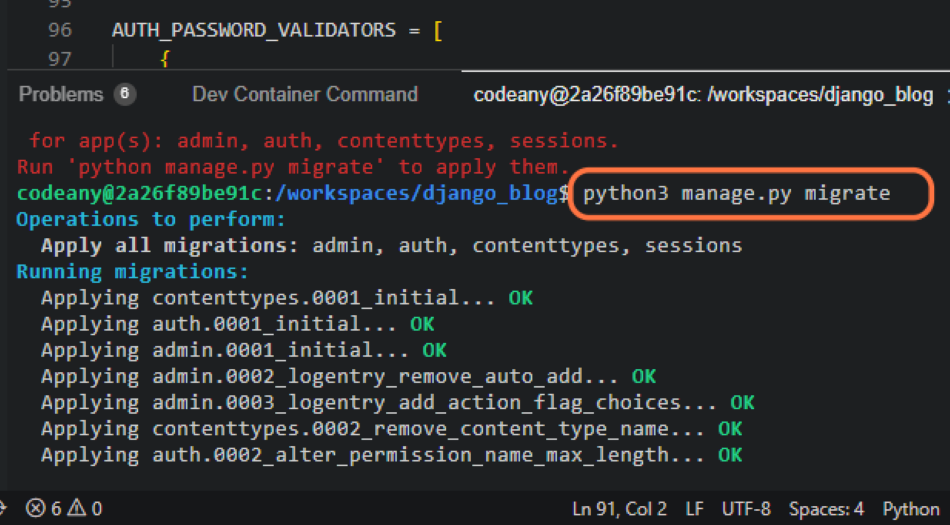 95
96 AUTH_PASSWORD_VALIDATORS = [
97 {
Problems 6 Dev Container Command codeany@2a26f89be91c: /workspaces/django_blog
for app(s): admin, auth, contenttypes, sessions.
Run 'python manage.py migrate' to apply them.
codeany@2a26f89be91c:/workspaces/django_blog$ python3 manage.py migrate
Operations to perform:
Apply all migrations: admin, auth, contenttypes, sessions
Running migrations:
Applying contenttypes.0001_initial... OK
Applying auth.0001_initial... OK
Applying admin.0001_initial... OK
Applying admin.0002_logentry_remove_auto_add... OK
Applying admin.0003_logentry_add_action_flag_choices... OK
Applying contenttypes.0002_remove_content_type_name... OK
Applying auth.0002_alter_permission_name_max_length... OK
6 0 Ln 91, Col 2 LF UTF-8 Spaces: 4 Python